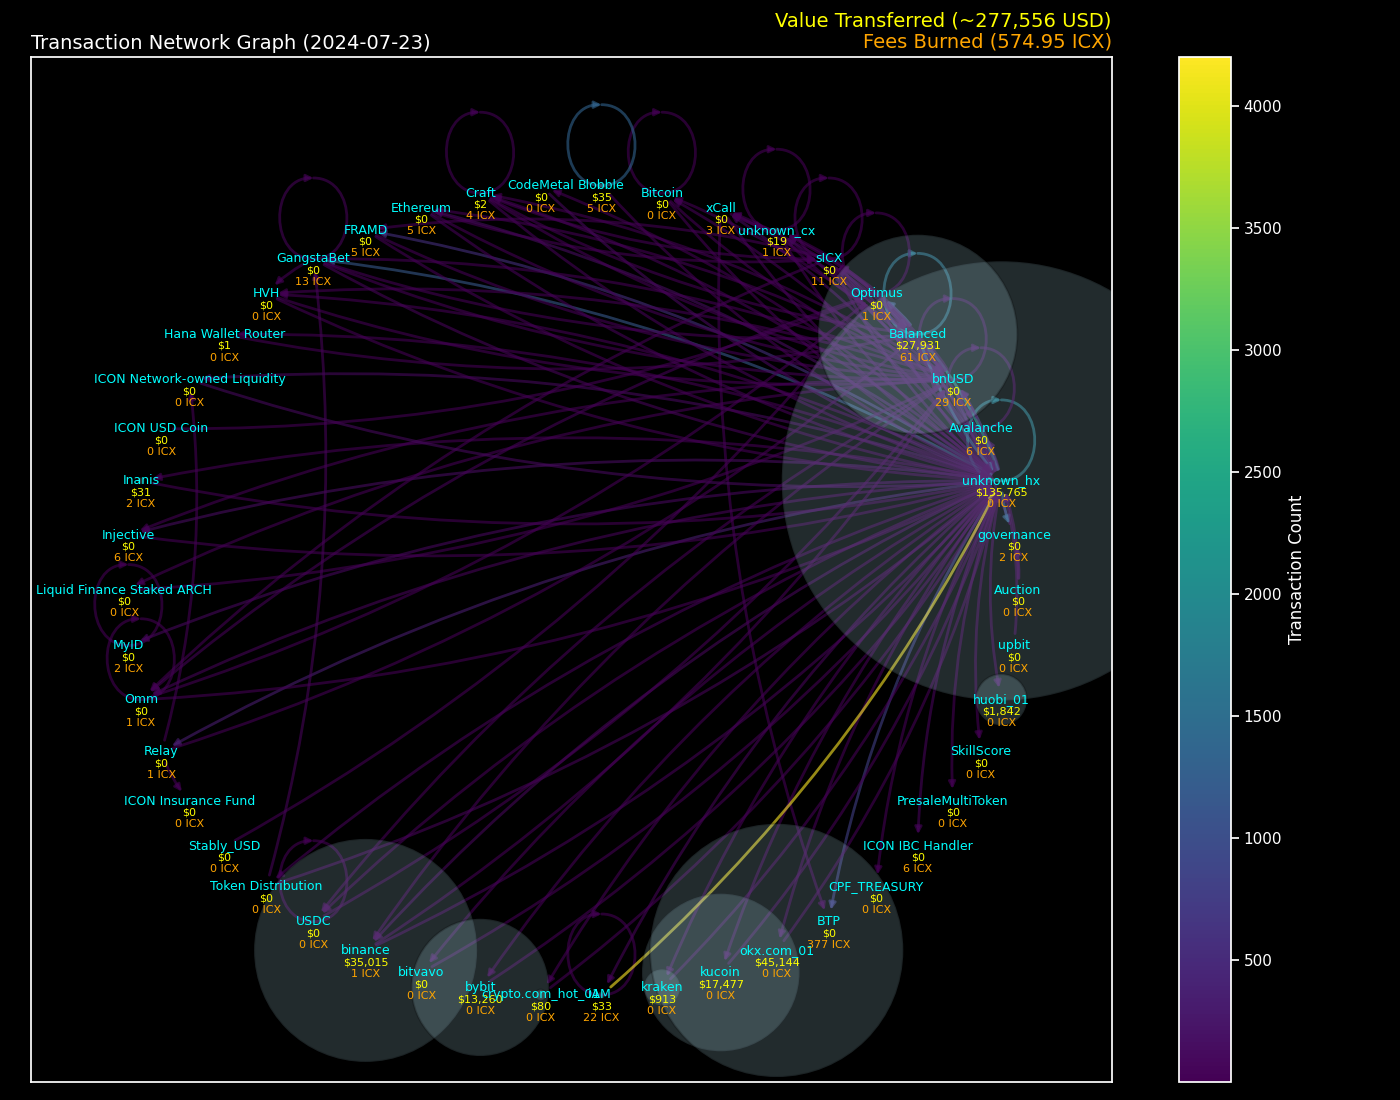 Value Transferred (~277,556 USD)
Transaction Network Graph (2024-07-23)
Fees Burned (574.95 ICX)
Craft
$2
4 ICX
CodeMetal
$0
0 ICX
Blobble
$35
5 ICX
Bitcoin
$0
0 ICX
Ethereum
$0
5 ICX
xCall
$0
3 ICX
FRAMD
$0
5 ICX
unknown_cx
$19
1 ICX
GangstaBet
$0
13 ICX
sICX
$0
11 ICX
HVH
$0
0 ICX
Optimus
$0
1 ICX
Hana Wallet Router
$1
0 ICX
Balanced
$27,931
61 ICX
ICON Network-owned Liquidity
$0
0 ICX
bnUSD
$0
29 ICX
ICON USD Coin
$0
0 ICX
Avalanche
$0
6 ICX
Inanis
$31
2 ICX
unknown_hx
$135,765
0 ICX
Injective
$0
6 ICX
governance
$0
2 ICX
Liquid Finance Staked ARCH
$0
0 ICX
Auction
$0
0 ICX
MyID
$0
2 ICX
upbit
$0
0 ICX
Omm
$0
1 ICX
huobi_01
$1,842
0 ICX
Relay
$0
1 ICX
SkillScore
$0
0 ICX
ICON Insurance Fund
$0
0 ICX
PresaleMultiToken
$0
0 ICX
Stably_USD
$0
0 ICX
ICON IBC Handler
$0
6 ICX
Token Distribution
$0
0 ICX
CPF_TREASURY
$0
0 ICX
USDC
$0
0 ICX
BTP
$0
377 ICX
binance
$35,015
1 ICX
okx.com_01
$45,144
0 ICX
bitvavo
$0
0 ICX
kucoin
$17,477
0 ICX
bybit
$13,260
0 ICX
crypto.com_hot_01
$80
0 ICX
IAM
$33
22 ICX
kraken
$913
0 ICX
4000
3500
3000
2500
2000
1500
1000
500
Transaction Count